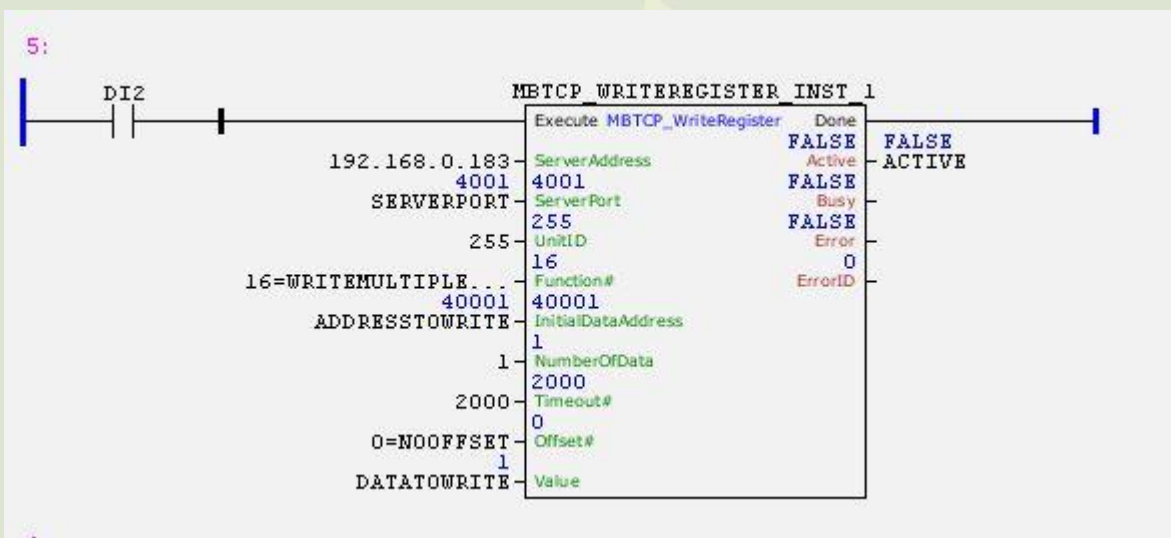 5:
DI2
MBTCP_WRITEREGISTER_INST_1
Execute MBTCP_WriteRegister Done
FALSE FALSE
192.168.0.183 ServerAddress Active ACTIVE
4001 4001 FALSE
SERVERPORT ServerPort Busy
255 FALSE
255 UnitID Error
16 0
16=WRITEMULTIPLE... Function# ErrorID
40001 40001
ADDRESSTOWRITE InitialDataAddress
1
1 NumberOfData
2000
2000 Timeout#
0
0=NOOFFSET Offset#
1
DATATOWRITE Value